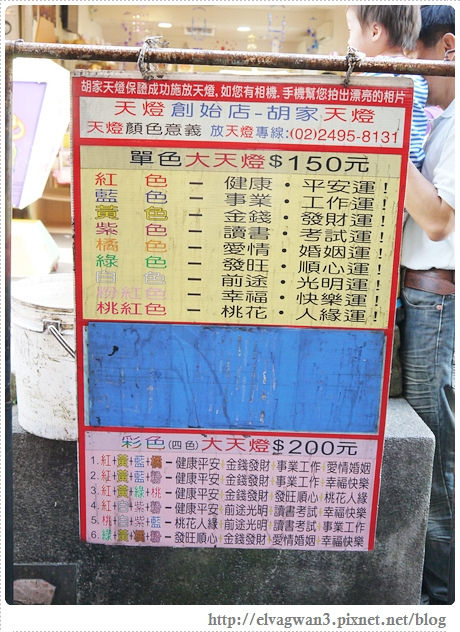 胡家天燈保證成功施放天燈,如您有相機.手機幫您拍出漂亮的相片
天燈創始店-胡家天燈
天燈顏色意義 放天燈專線:(02)2495-8131
單色大天燈$150元
紅色－健康・平安運!
藍色－事業・工作運!
黃色－金錢・發財運!
紫色－讀書・考試運!
橘色－愛情・婚姻運!
綠色－發旺・順心運!
白色－前途・光明運!
粉紅色－幸福・快樂運!
桃紅色－桃花・人緣運!
彩色(四色)大天燈$200元
1.紅+黃+藍+橘-健康平安+金錢發財+事業工作+愛情婚姻
2.紅+黃+藍+粉-健康平安+金錢發財+事業工作+幸福快樂
3.紅+黃+綠+桃-健康平安+金錢發財+發旺順心+桃花人緣
4.紅+白+紫+粉-健康平安+前途光明+讀書考試+幸福快樂
5.桃+白+紫+藍-桃花人緣+前途光明+讀書考試+事業工作
6.綠+黃+橘+粉-發旺順心+金錢發財+愛情婚姻+幸福快樂
http://elvagwan3.pixnet.net/blog